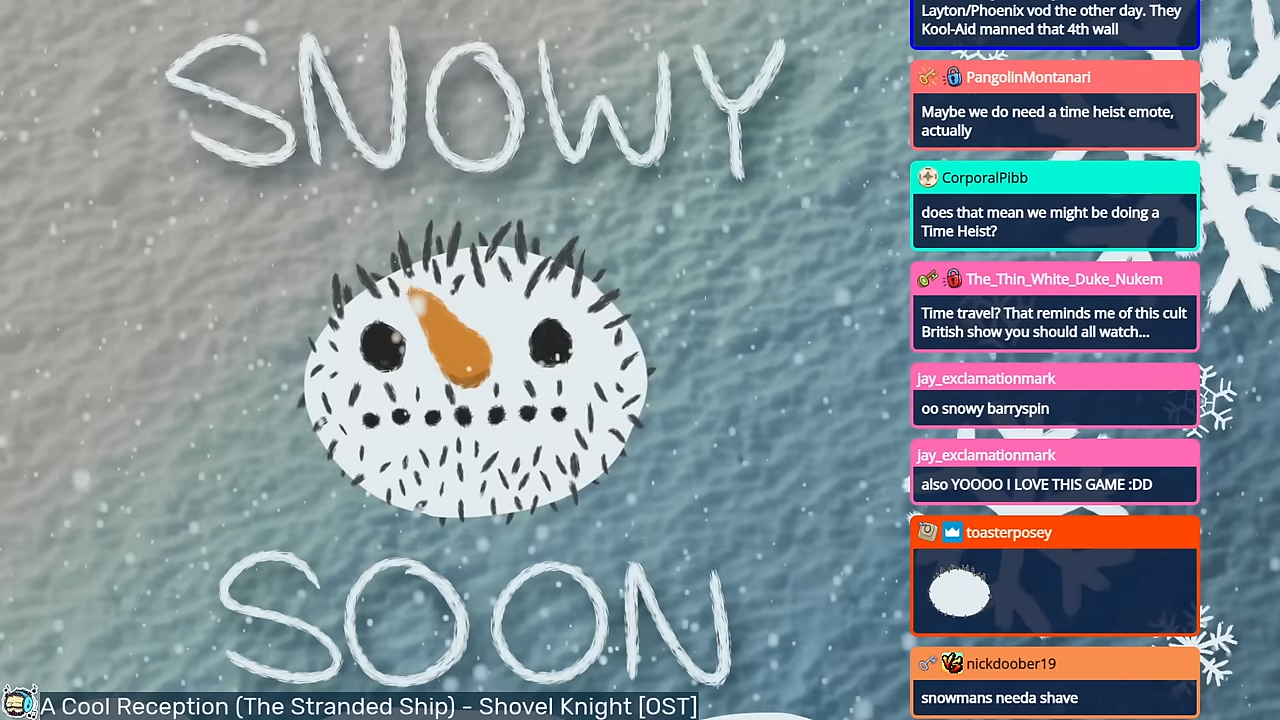 SNOWY
SOON
A Cool Reception (The Stranded Ship) - Shovel Knight [OST]
Layton/Phoenix vod the other day. They
Kool-Aid manned that 4th wall
PangolinMontanari
Maybe we do need a time heist emote,
actually
CorporalPibb
does that mean we might be doing a
Time Heist?
The_Thin_White_Duke_Nukem
Time travel? That reminds me of this cult
British show you should all watch...
jay_exclamationmark
oo snowy barryspin
jay_exclamationmark
also YOOOO I LOVE THIS GAME :DD
toasterposey
nickdoober19
snowmans needa shave